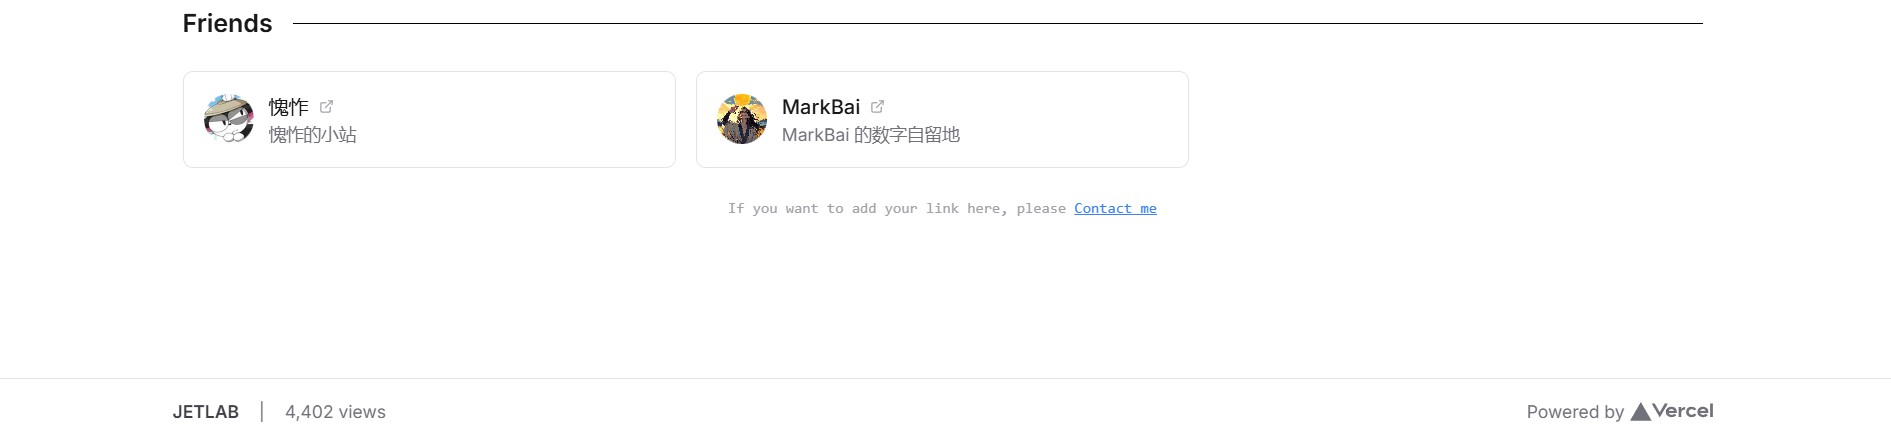 Friends
愧怍
愧怍的小站
MarkBai
MarkBai 的数字自留地
If you want to add your link here, please Contact me
JETLAB | 4,402 views
Powered by Vercel